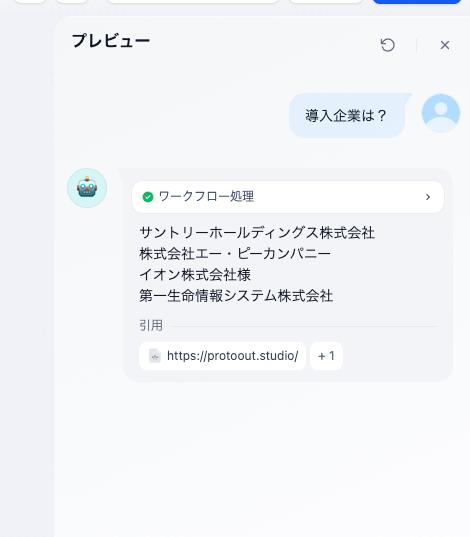 プレビュー
導入企業は？
ワークフロー処理
サントリーホールディングス株式会社
株式会社エー・ピーカンパニー
イオン株式会社様
第一生命情報システム株式会社
引用
https://protoout.studio/ + 1